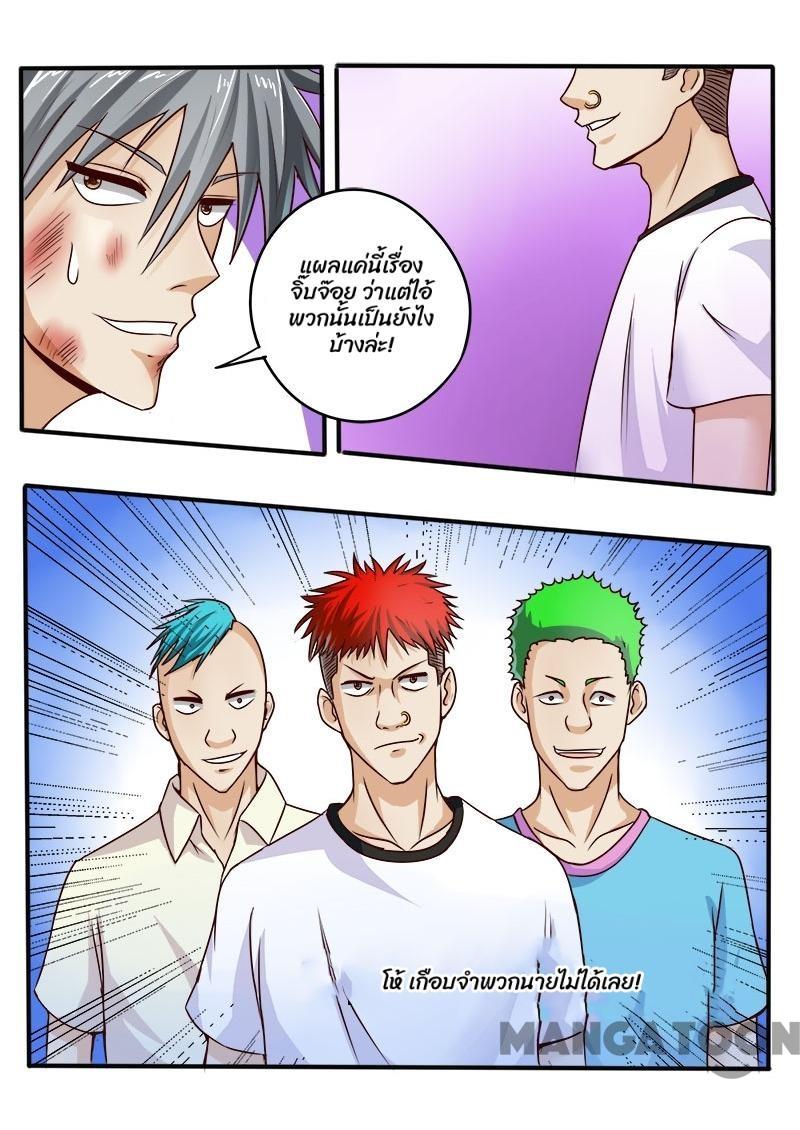 แผลแค่นี้เรื่อง
จิ๊บจ๊อย ว่าแต่ไอ้
พวกนั้นเป็นยังไง
บ้างล่ะ!
โห้ เกือบจำพวกนายไม่ได้เลย!
MANGATOON